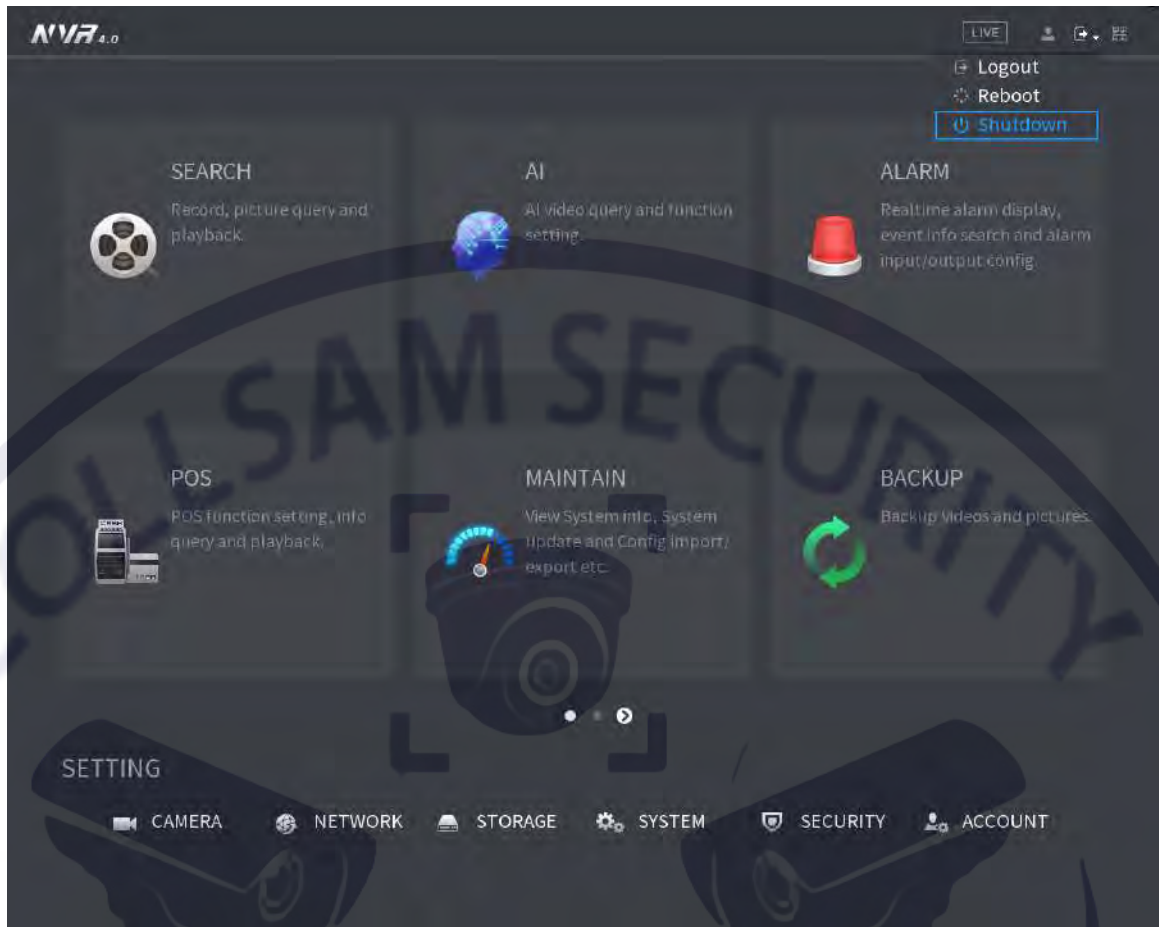 NVR 4.0
LIVE
Logout
Reboot
Shutdown
SEARCH
Record, picture query and
playback.
AI
AI video query and function
setting.
ALARM
Realtime alarm display,
event info search and alarm
input/output config.
POS
POS function setting, info
query and playback.
MAINTAIN
View System info, System
Update and Config import/
export etc.
BACKUP
Backup videos and pictures.
SETTING
CAMERA
NETWORK
STORAGE
SYSTEM
SECURITY
ACCOUNT
OLLSAM SECURITY